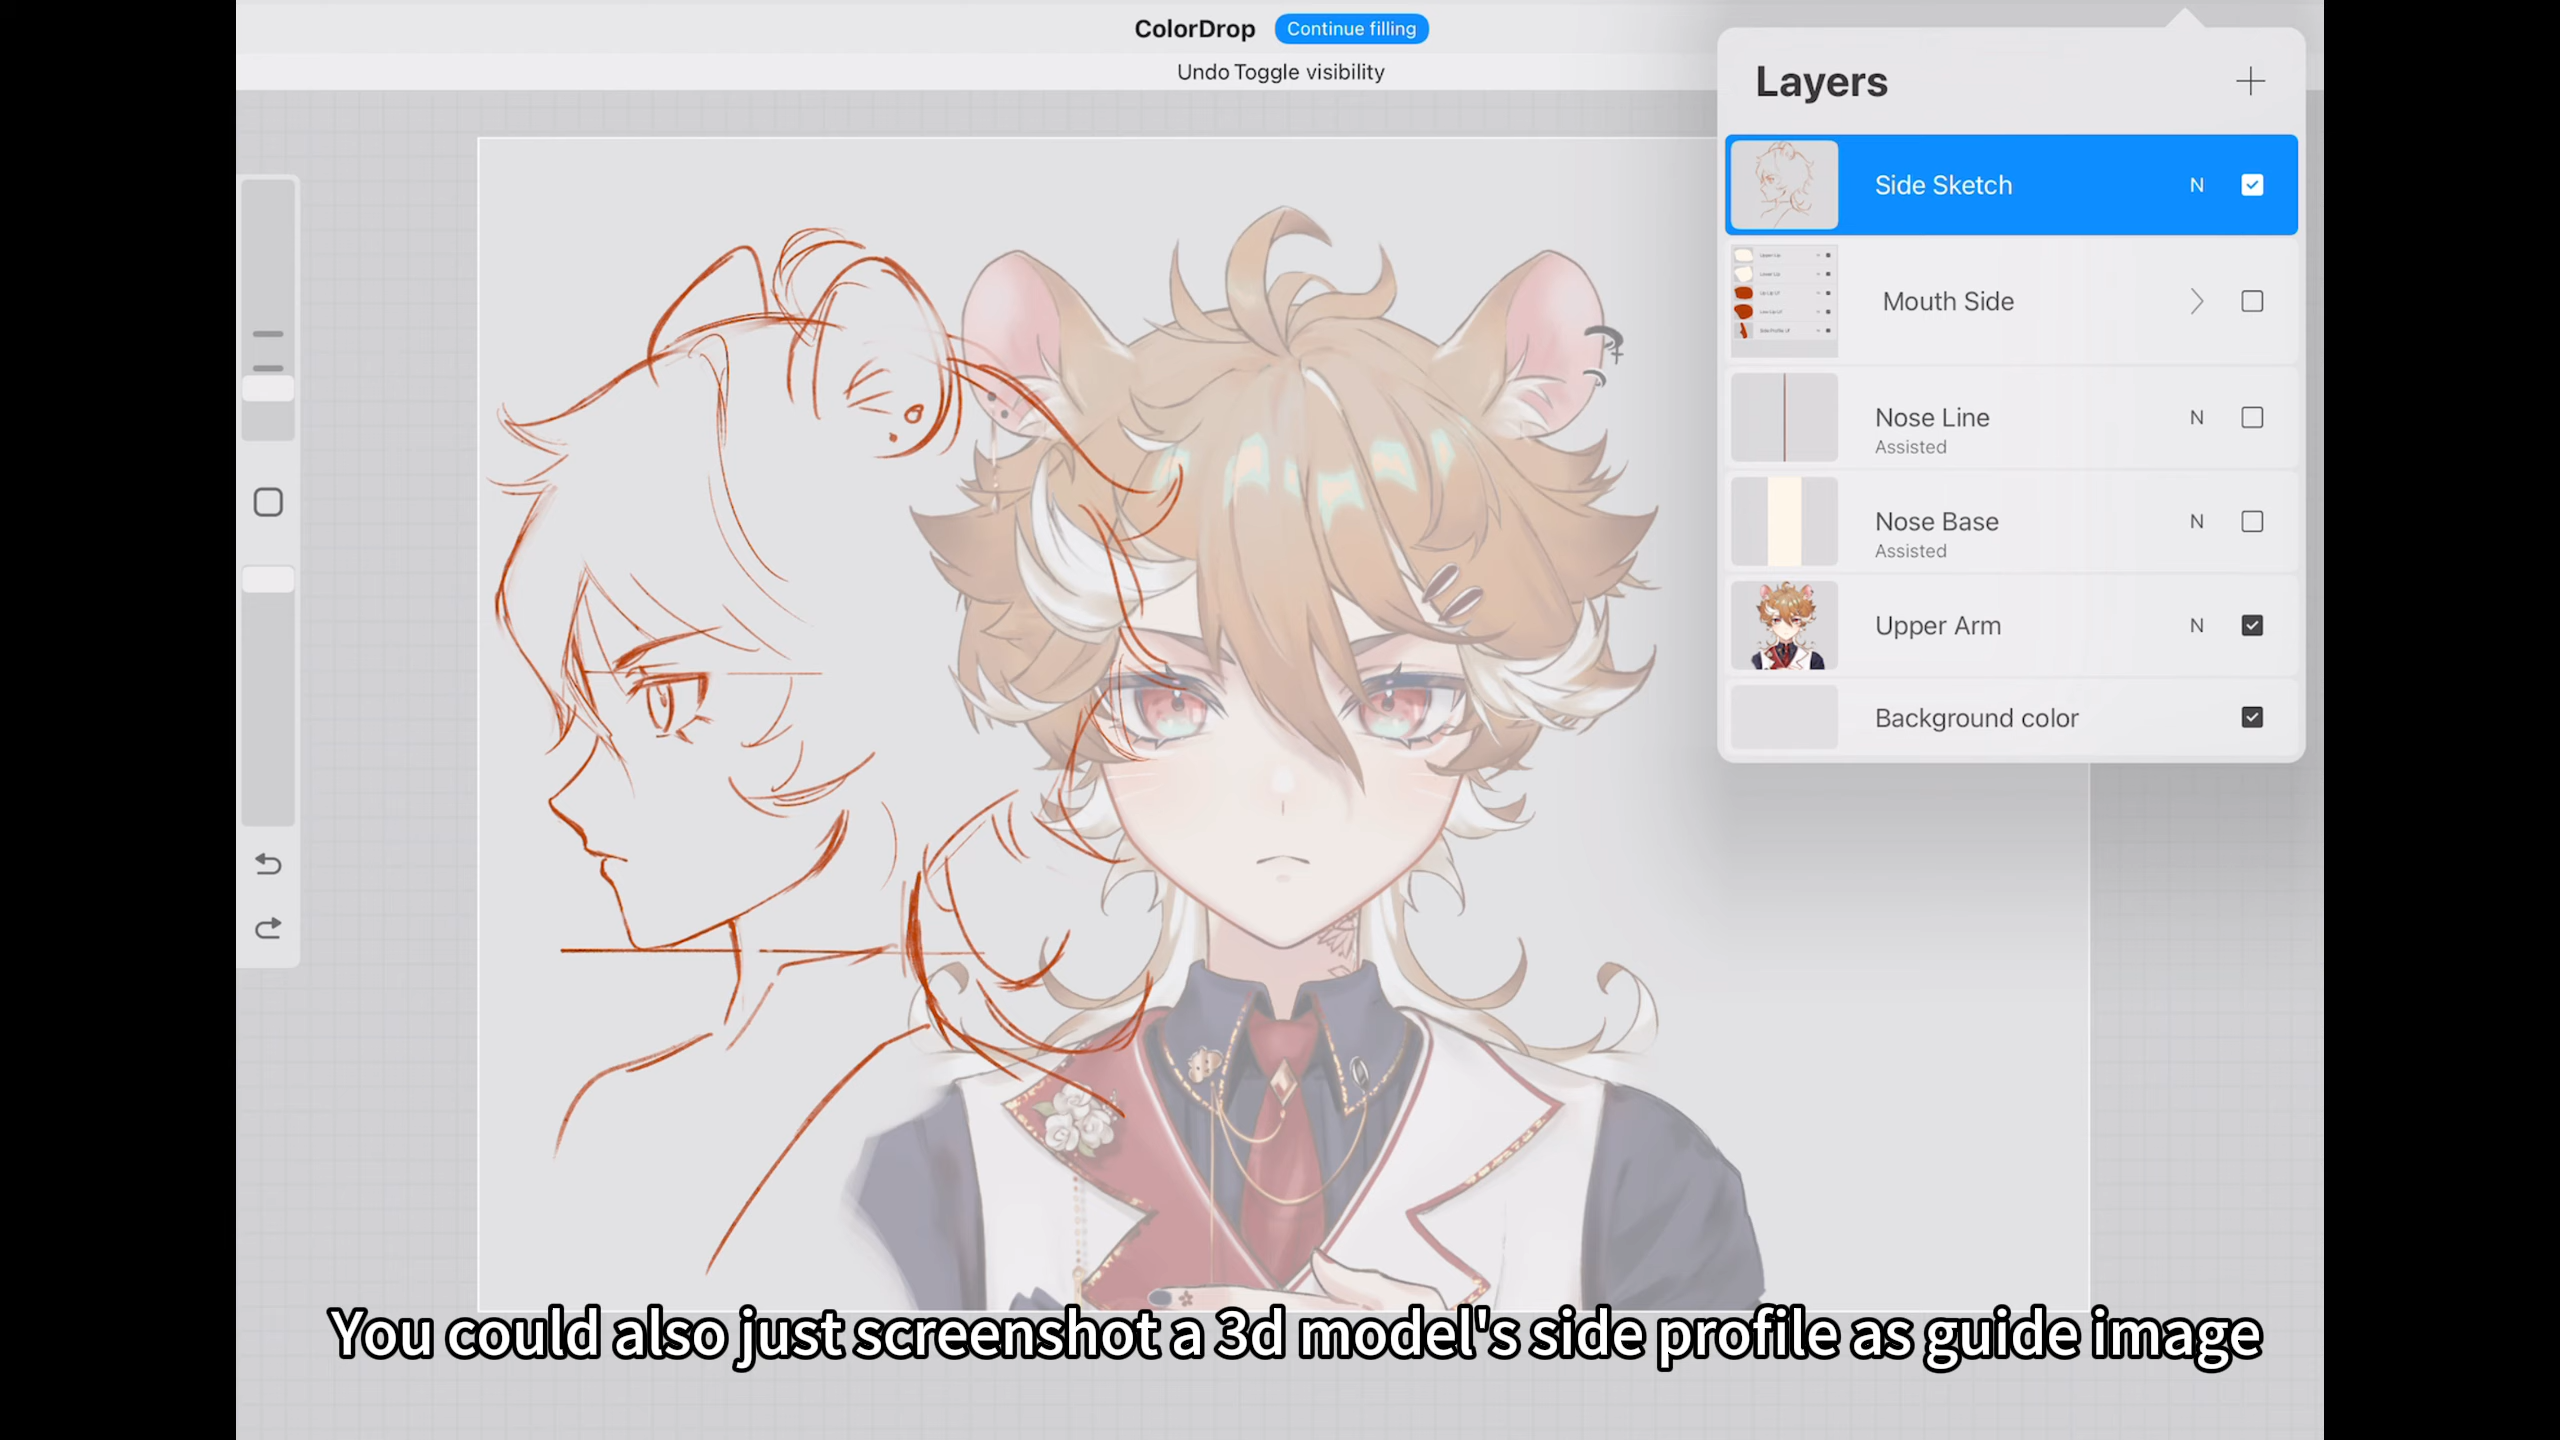 ColorDrop Continue filling
Undo Toggle visibility
Layers
Side Sketch N
Mouth Side
Nose Line N
Assisted
Nose Base N
Assisted
Upper Arm N
Background color
You could also just screenshot a 3d model's side profile as guide image